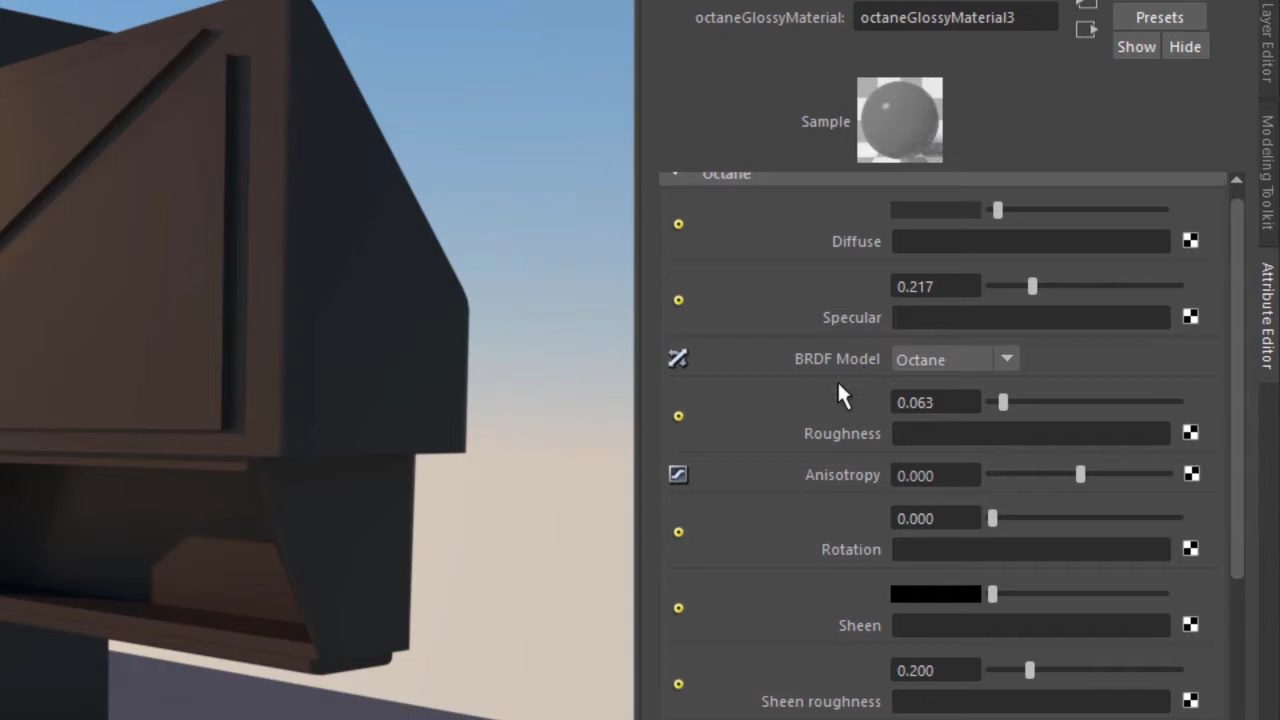 octaneGlossyMaterial: octaneGlossyMaterial3
Presets
Show Hide
Sample
Octane
Diffuse
0.217
Specular
BRDF Model Octane
0.063
Roughness
Anisotropy 0.000
0.000
Rotation
Sheen
0.200
Sheen roughness
Layer Editor
Modeling Toolkit
Attribute Editor